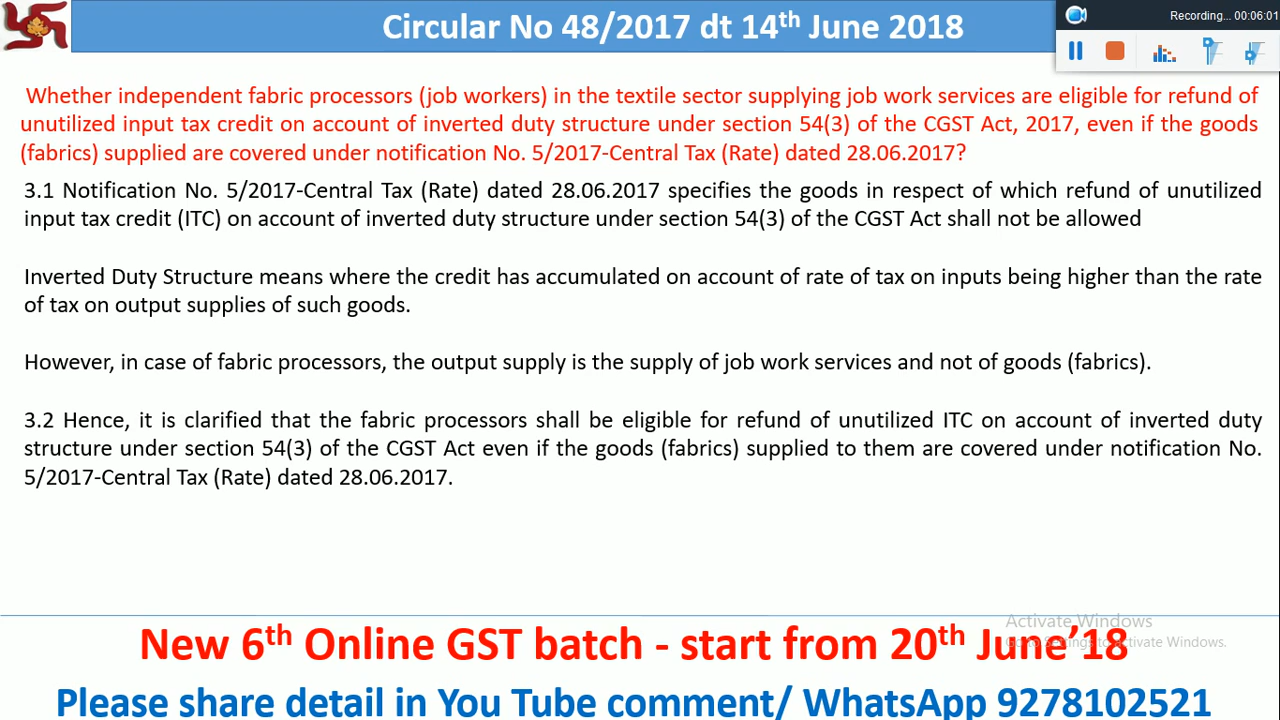 Circular No 48/2017 dt 14th June 2018
Recording... 00:06:01
Whether independent fabric processors (job workers) in the textile sector supplying job work services are eligible for refund of
unutilized input tax credit on account of inverted duty structure under section 54(3) of the CGST Act, 2017, even if the goods
(fabrics) supplied are covered under notification No. 5/2017-Central Tax (Rate) dated 28.06.2017?
3.1 Notification No. 5/2017-Central Tax (Rate) dated 28.06.2017 specifies the goods in respect of which refund of unutilized
input tax credit (ITC) on account of inverted duty structure under section 54(3) of the CGST Act shall not be allowed
Inverted Duty Structure means where the credit has accumulated on account of rate of tax on inputs being higher than the rate
of tax on output supplies of such goods.
However, in case of fabric processors, the output supply is the supply of job work services and not of goods (fabrics).
3.2 Hence, it is clarified that the fabric processors shall be eligible for refund of unutilized ITC on account of inverted duty
structure under section 54(3) of the CGST Act even if the goods (fabrics) supplied to them are covered under notification No.
5/2017-Central Tax (Rate) dated 28.06.2017.
Activate Windows
Go to Settings to activate Windows.
New 6th Online GST batch - start from 20th June'18
Please share detail in You Tube comment/ WhatsApp 9278102521